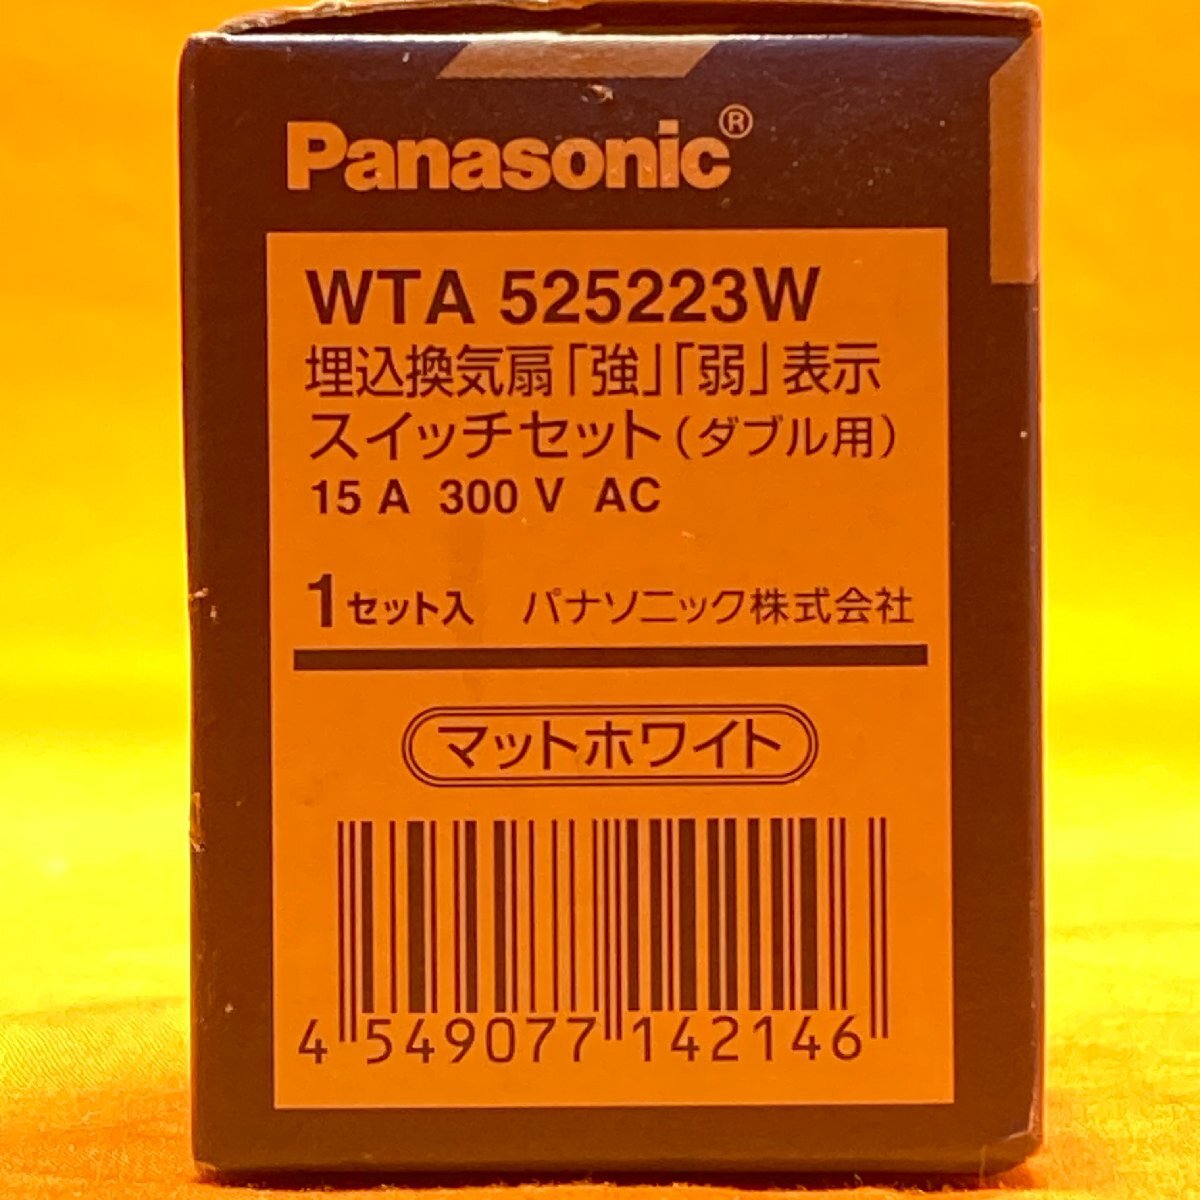 Panasonic®
WTA 525223W
埋込換気扇「強」「弱」表示
スイッチセット(ダブル用)
15 A 300 V AC
1セット入 パナソニック株式会社
マットホワイト
4 549077 142146